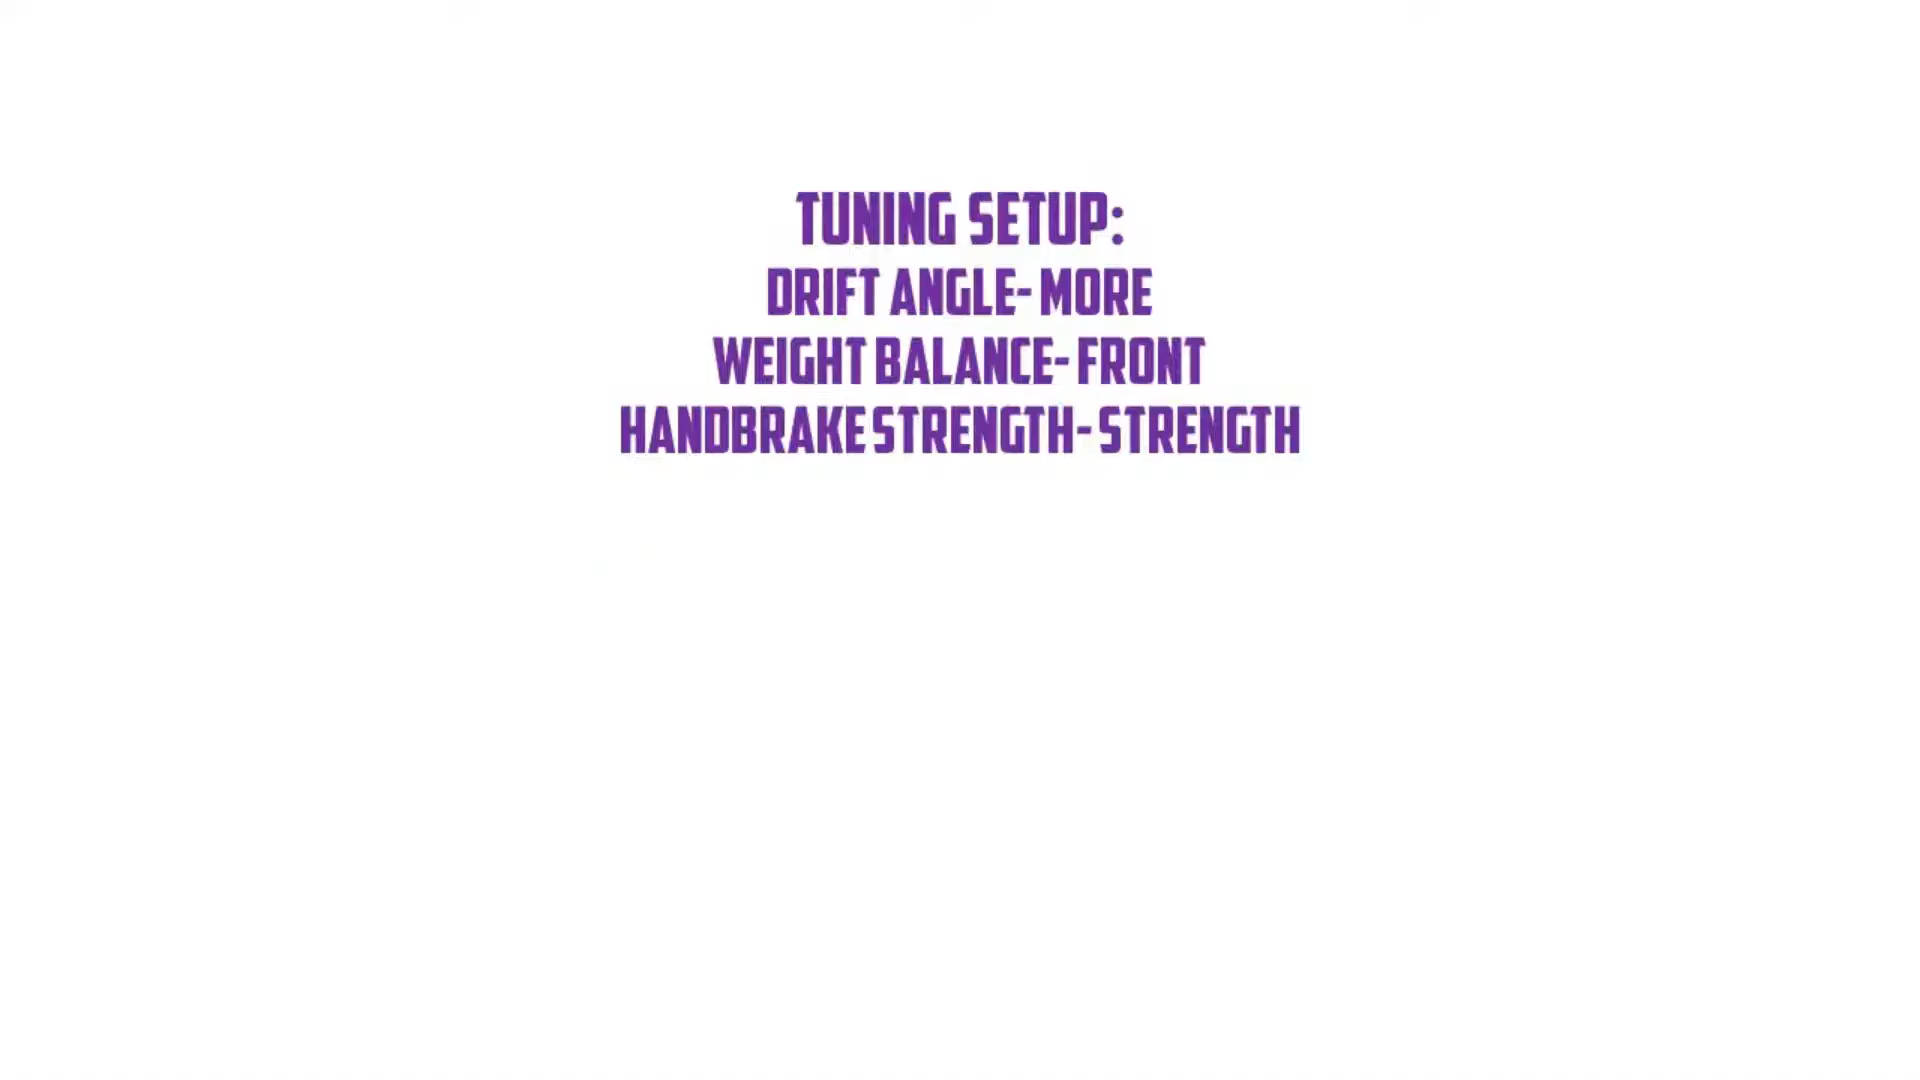 TUNING SETUP:
DRIFT ANGLE- MORE
WEIGHT BALANCE- FRONT
HANDBRAKE STRENGTH- STRENGTH